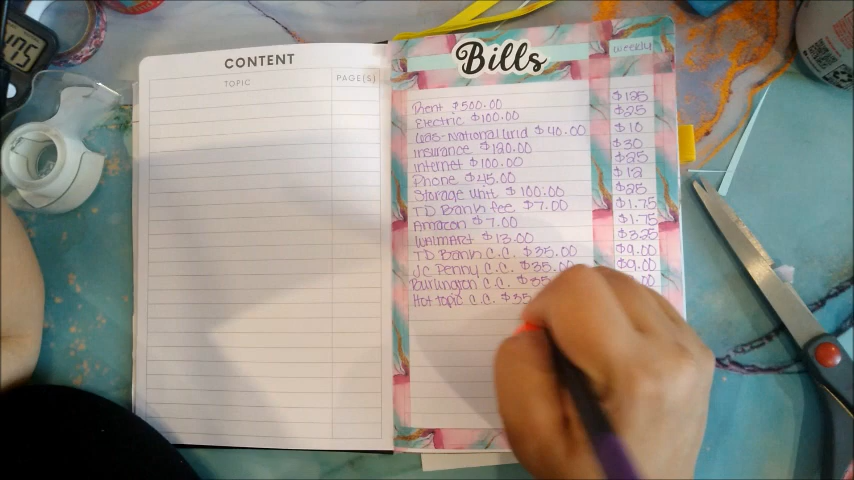 CONTENT
TOPIC PAGE(S)
Bills
weekly
Rent $500.00 $125
Electric $100.00 $25
Gas-National Grid $40.00 $10
insurance $120.00 $30
internet $100.00 $25
Phone $45.00 $12
Storage Unit $100.00 $25
TD Bank fee $7.00 $1.75
Amazon $7.00 $1.75
WALMART $13.00 $3.25
TD Bank C.C. $35.00 $9.00
JC Penny C.C. $35.00 $9.00
Burlington C.C. $35
Hot topic C.C. $35